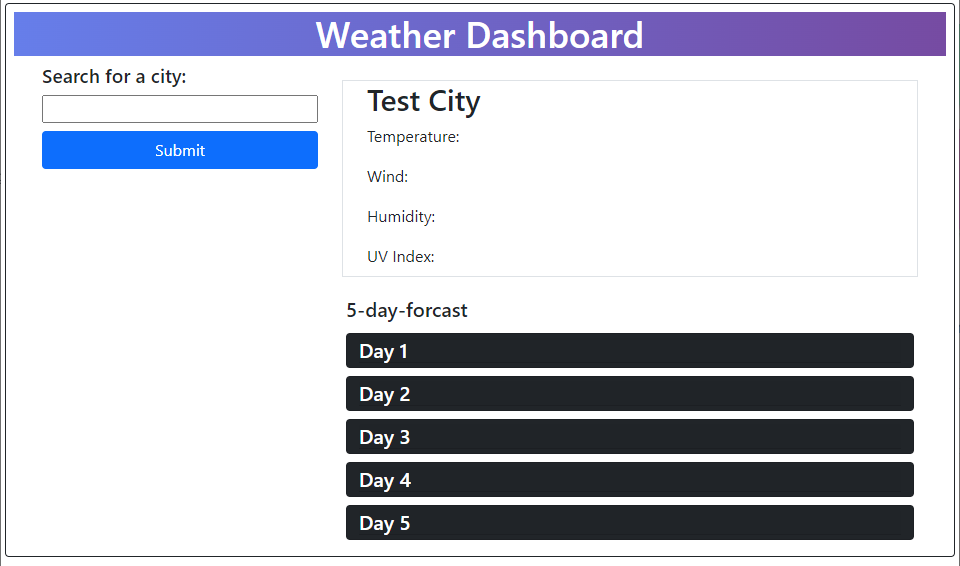 Weather Dashboard
Search for a city:
Submit
Test City
Temperature:
Wind:
Humidity:
UV Index:
5-day-forcast
Day 1
Day 2
Day 3
Day 4
Day 5